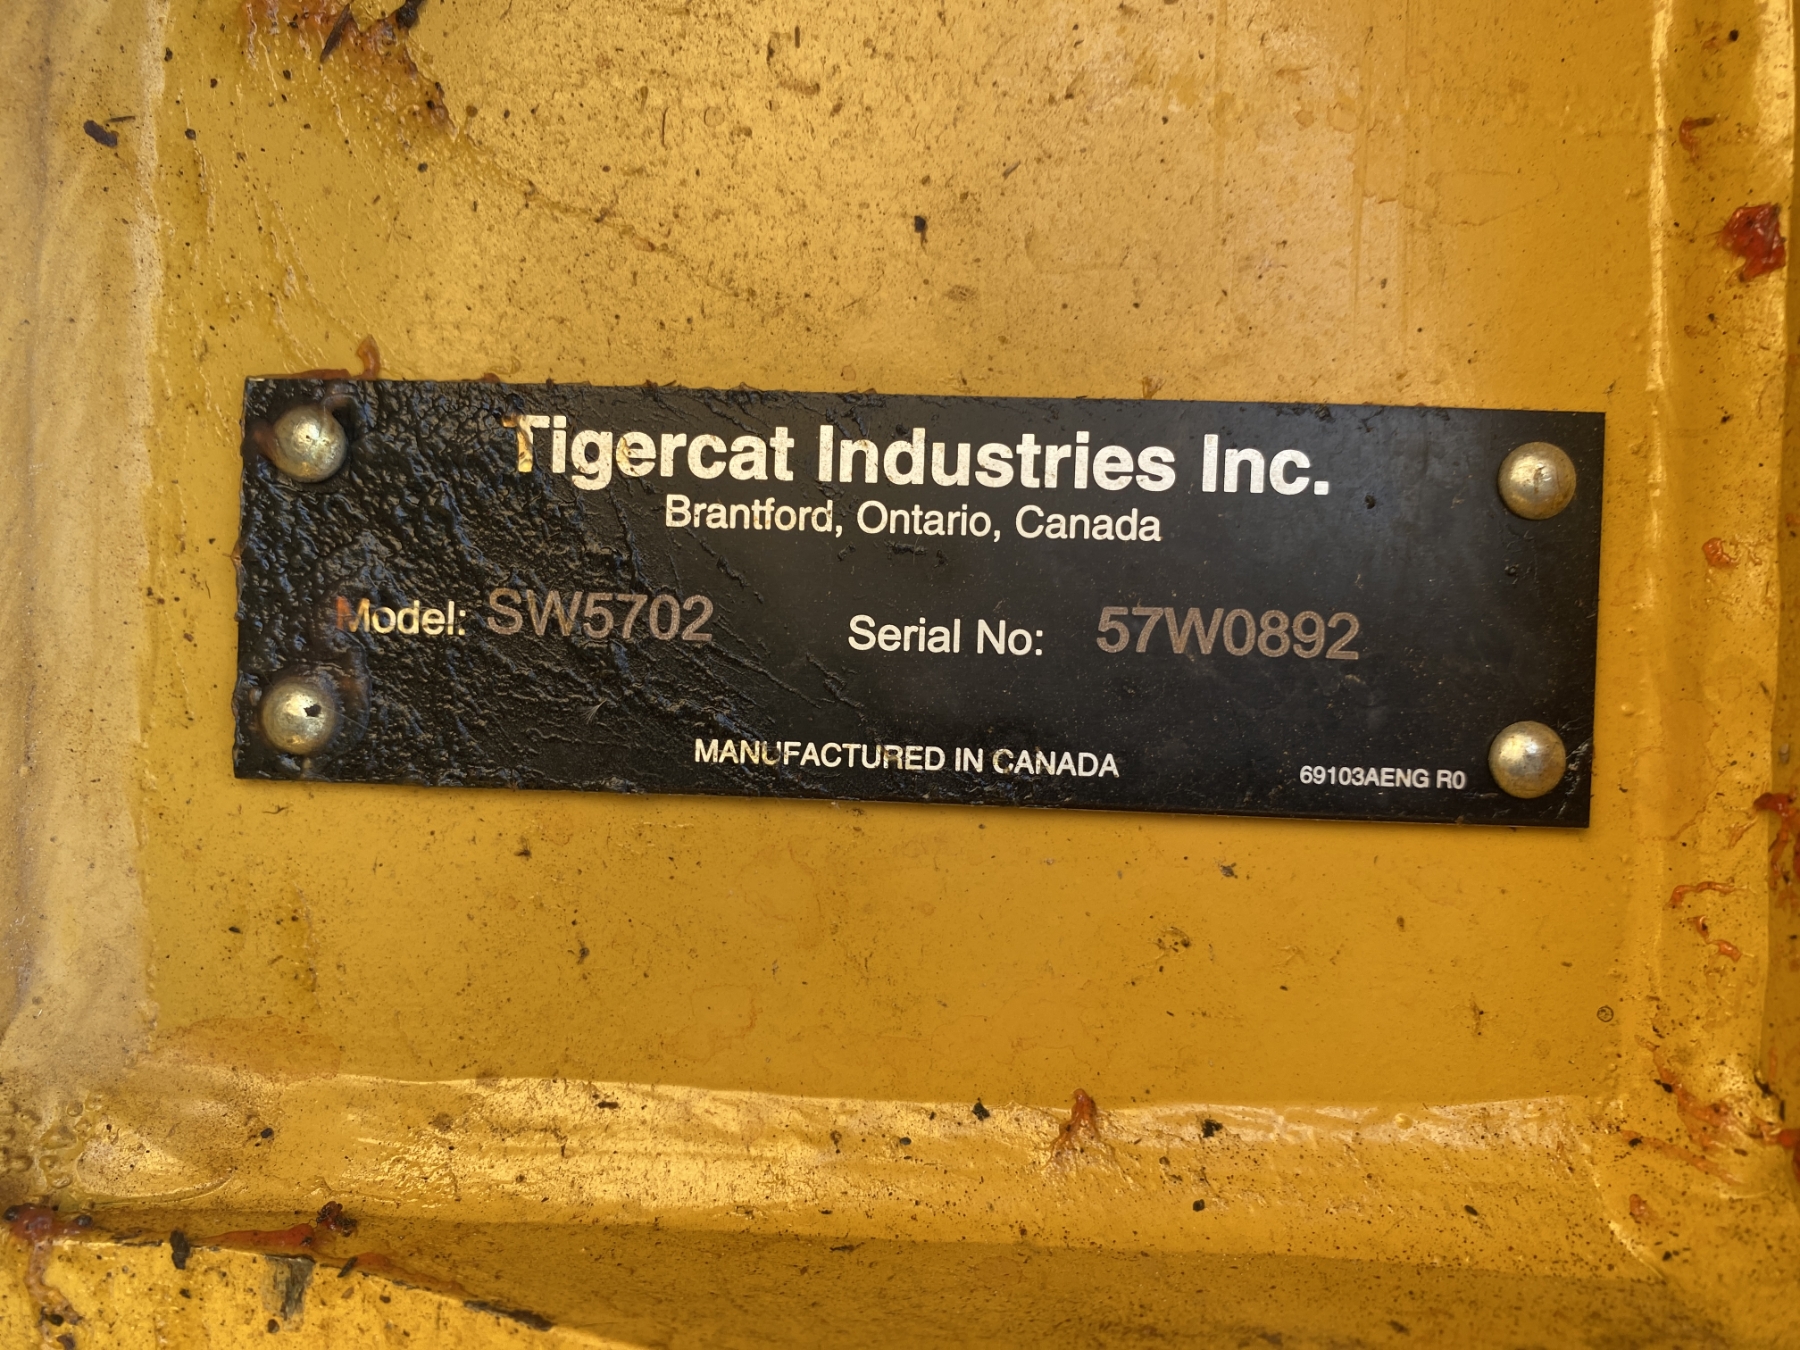 Tigercat Industries Inc.
Brantford, Ontario, Canada
Model: SW5702 Serial No: 57W0892
MANUFACTURED IN CANADA
69103AENG R0